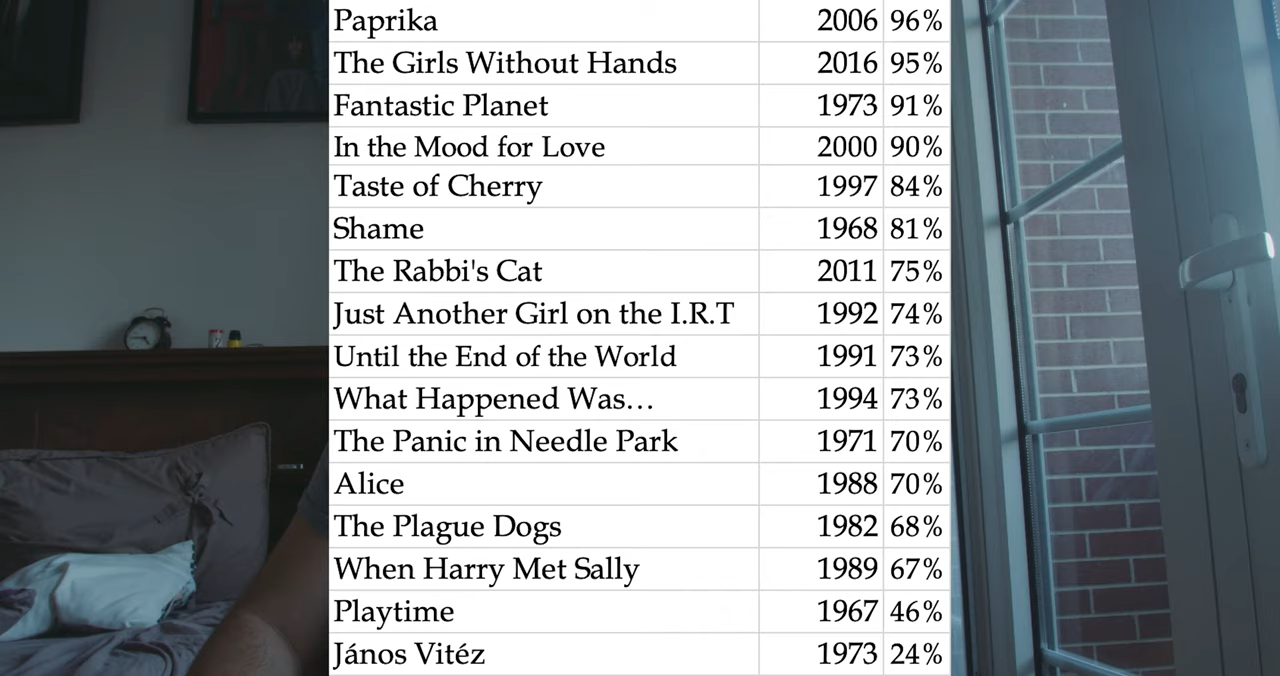 Paprika 2006 96%
The Girls Without Hands 2016 95%
Fantastic Planet 1973 91%
In the Mood for Love 2000 90%
Taste of Cherry 1997 84%
Shame 1968 81%
The Rabbi's Cat 2011 75%
Just Another Girl on the I.R.T 1992 74%
Until the End of the World 1991 73%
What Happened Was... 1994 73%
The Panic in Needle Park 1971 70%
Alice 1988 70%
The Plague Dogs 1982 68%
When Harry Met Sally 1989 67%
Playtime 1967 46%
János Vitéz 1973 24%